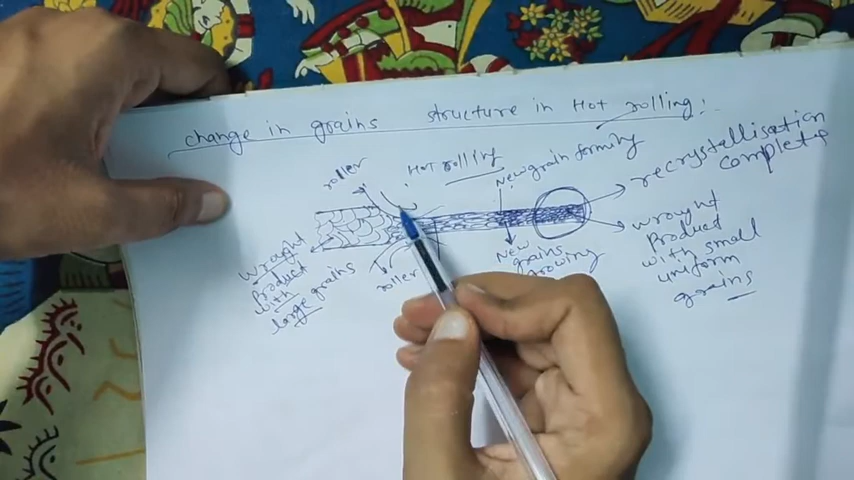 change in grains structure in Hot rolling :-
roller
Hot rolling
New grain forming
recrystallisation
complete
wrought
Product
with
large grains
roller
New
grains
growing
wrought
Product
with small
uniform
grains